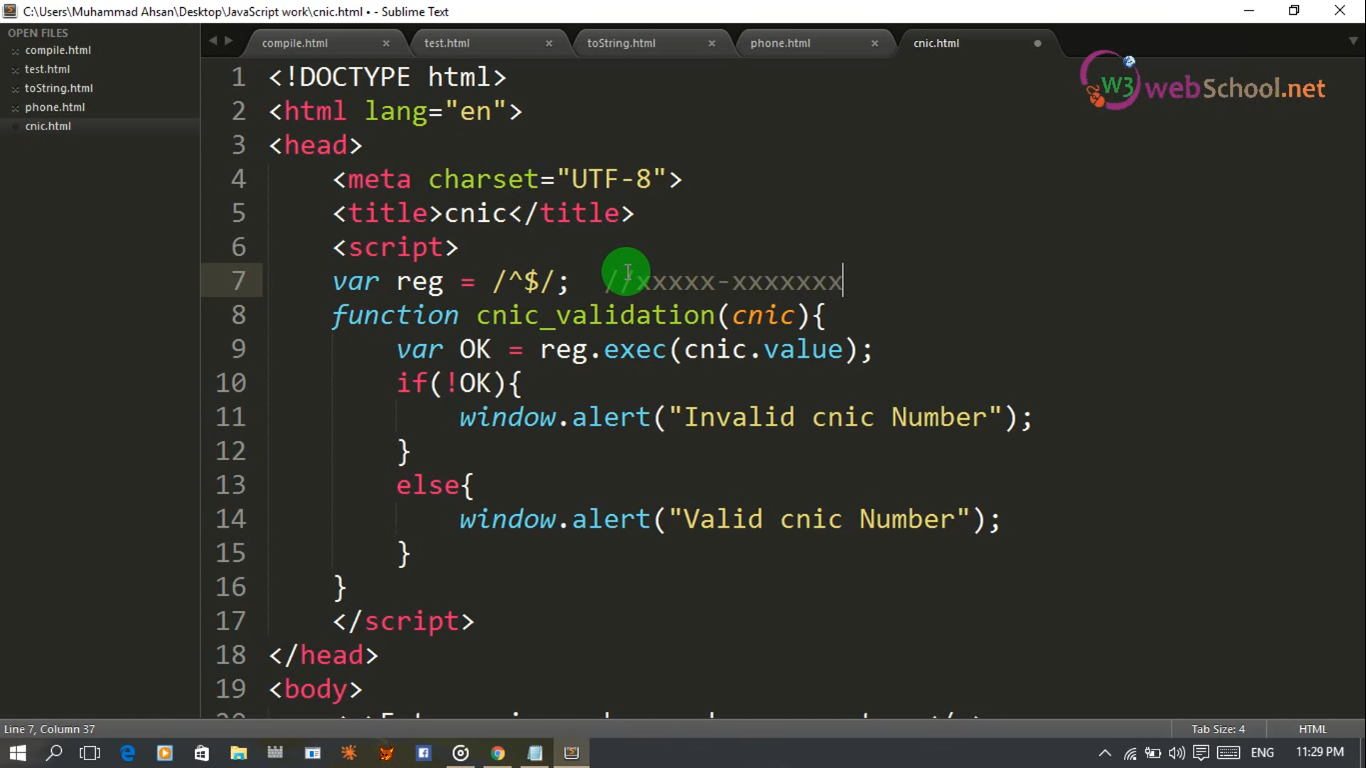 C:\Users\Muhammad Ahsan\Desktop\JavaScript work\cnic.html • - Sublime Text
OPEN FILES
compile.html
test.html
toString.html
phone.html
cnic.html
compile.html test.html toString.html phone.html cnic.html
W3 webSchool.net
1 <!DOCTYPE html>
2 <html lang="en">
3 <head>
4 <meta charset="UTF-8">
5 <title>cnic</title>
6 <script>
7 var reg = /^$/; //xxxxx-xxxxxxx
8 function cnic_validation(cnic){
9 var OK = reg.exec(cnic.value);
10 if(!OK){
11 window.alert("Invalid cnic Number");
12 }
13 else{
14 window.alert("Valid cnic Number");
15 }
16 }
17 </script>
18 </head>
19 <body>
Line 7, Column 37
Tab Size: 4 HTML
ENG 11:29 PM